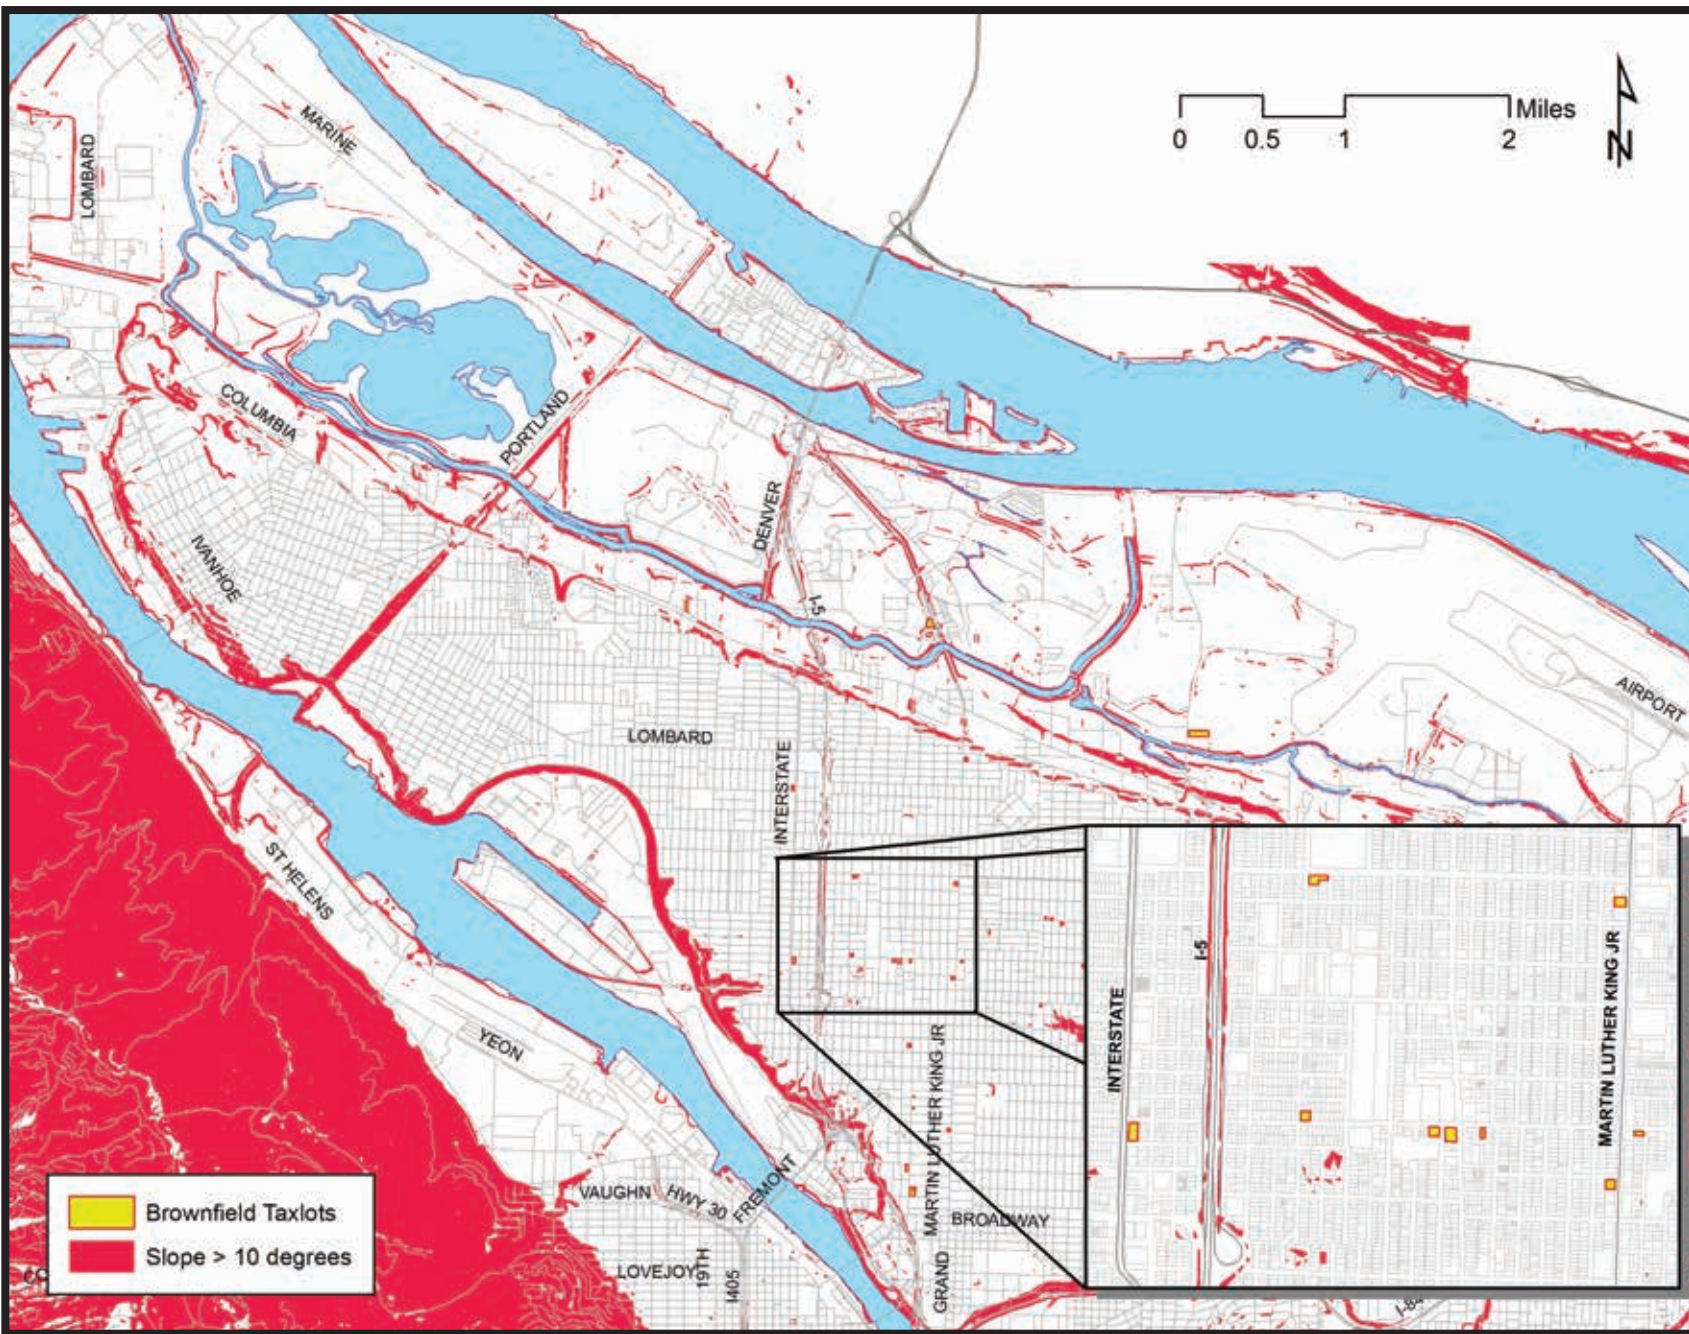 Miles
0 0.5 1 2
N
MARINE
LOMBARD
COLUMBIA
PORTLAND
IVANHOE
DENVER
I-5
AIRPORT
LOMBARD
INTERSTATE
ST HELENS
YEON
I-5
INTERSTATE
MARTIN LUTHER KING JR
MARTIN LUTHER KING JR
VAUGHN
HWY 30
FREMONT
BROADWAY
LOVEJOY
19TH
I405
GRAND
I-84
Brownfield Taxlots
Slope > 10 degrees